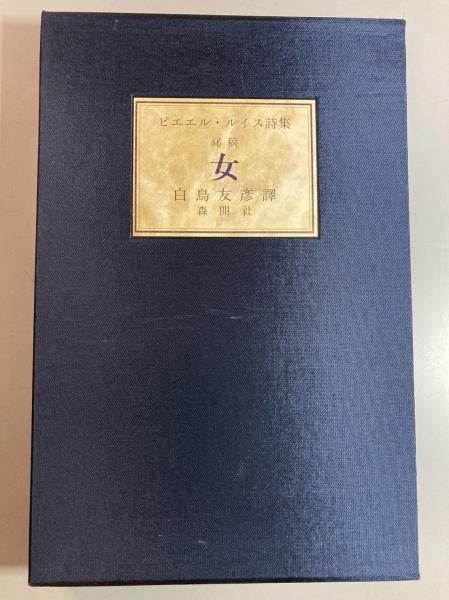 ピエエル・ルイス詩集
祕稿
女
白鳥友彥譯
森開社